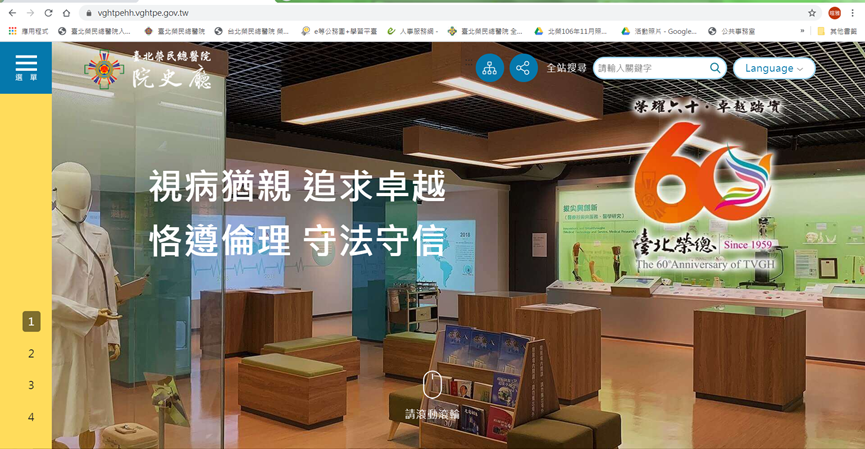 vghtpehh.vghtpe.gov.tw
應用程式
臺北榮民總醫院人...
臺北榮民總醫院
台北榮民總醫院 榮...
e等公務園+學習平臺
人事服務網 -
臺北榮民總醫院 全...
北榮106年11月照...
活動照片 - Google...
公共事務室
»
其他書籤
選 單
臺北榮民總醫院
院史廳
全站搜尋
請輸入關鍵字
Language
榮耀六十・卓越踏實
60
臺北榮總 Since 1959
The 60th Anniversary of TVGH
視病猶親 追求卓越
恪遵倫理 守法守信
2018
1
2
3
4
請滾動滾輪